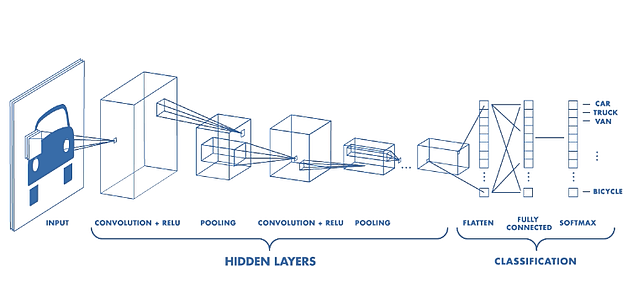 CAR
TRUCK
VAN
BICYCLE
INPUT
CONVOLUTION + RELU
POOLING
CONVOLUTION + RELU
POOLING
FLATTEN
FULLY
CONNECTED
SOFTMAX
HIDDEN LAYERS
CLASSIFICATION